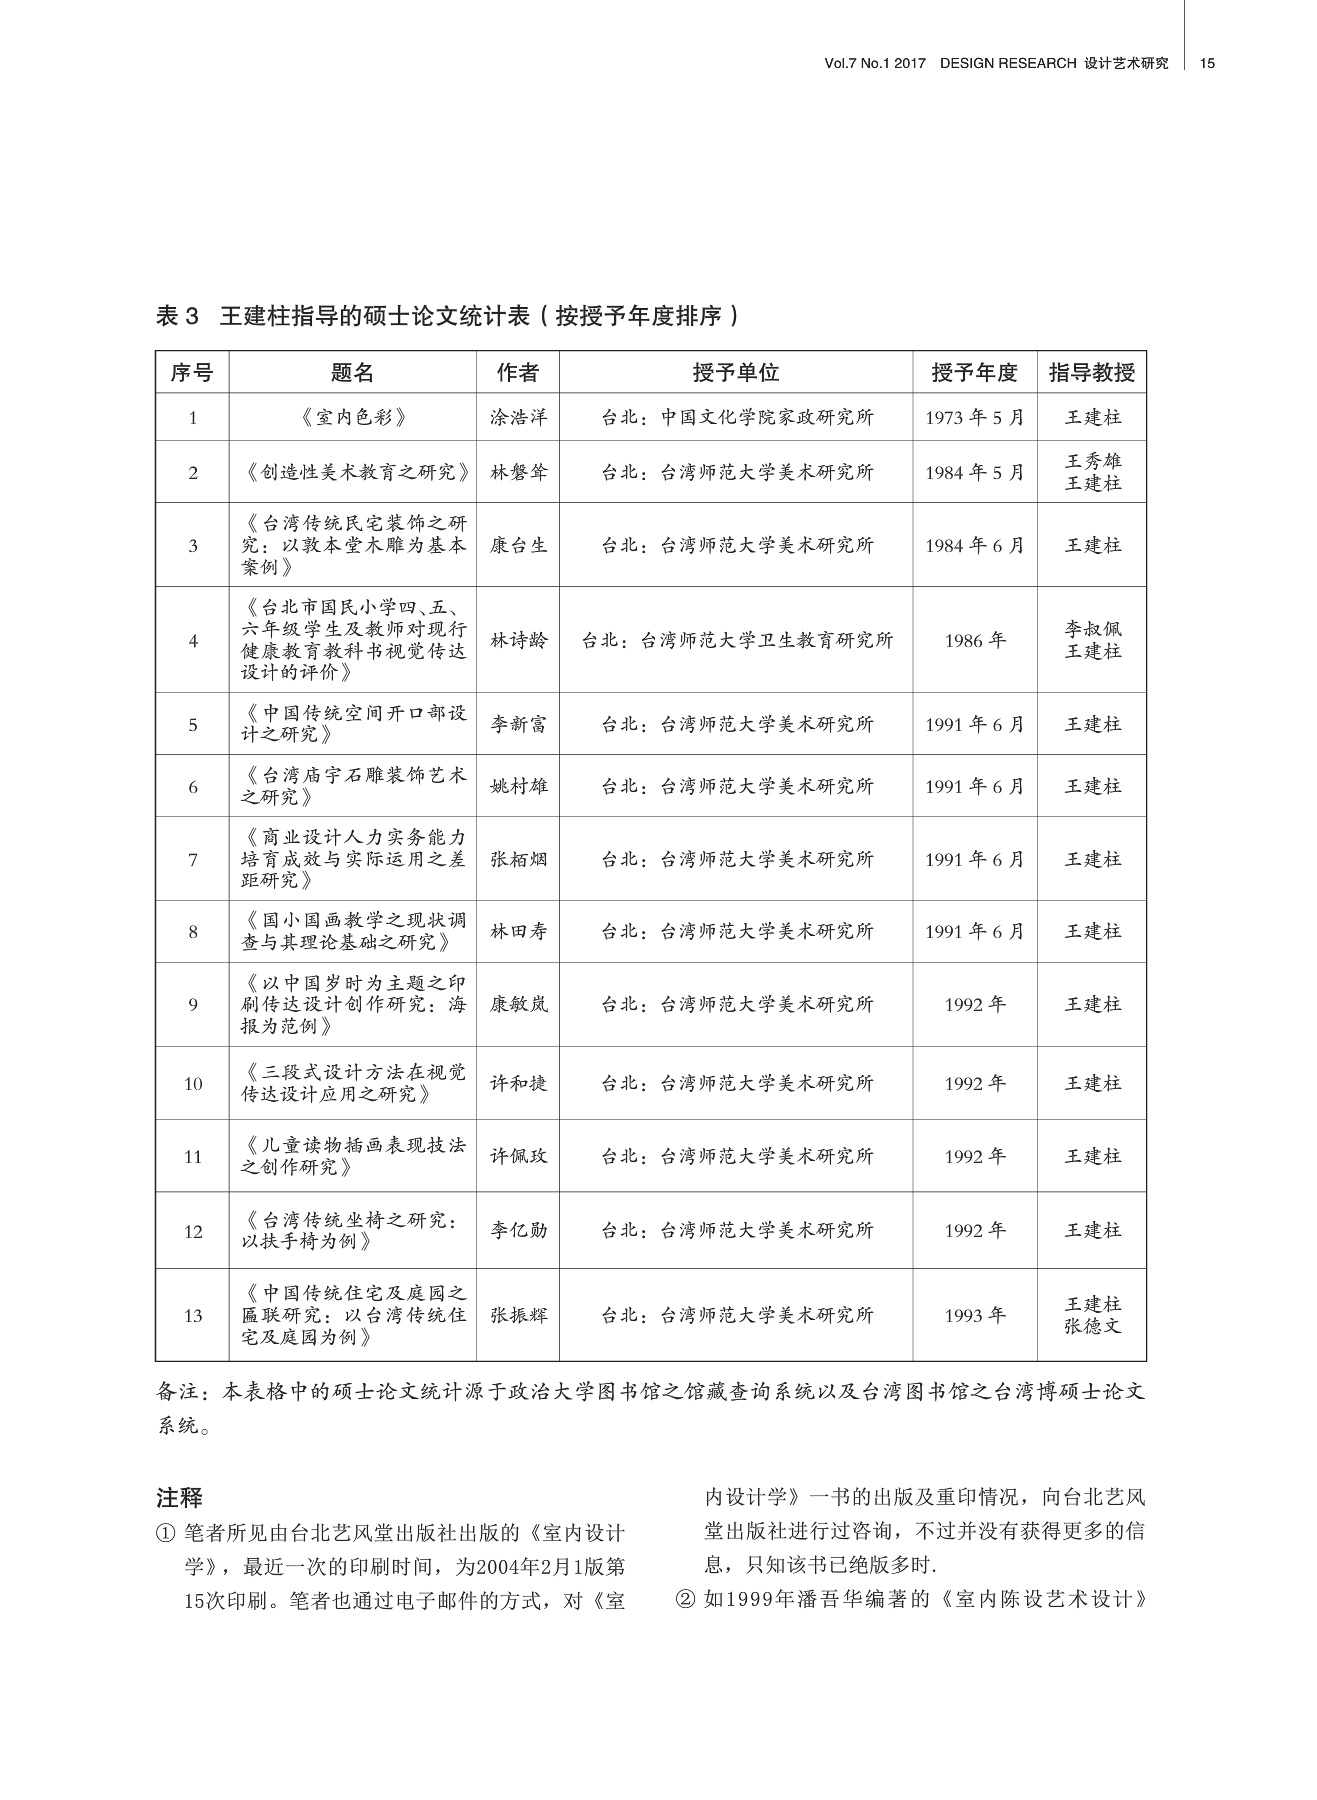 Vol.7 No.1 2017 DESIGN RESEARCH 设计艺术研究 15
表 3 王建柱指导的硕士论文统计表（按授予年度排序）
序号 题名 作者 授予单位 授予年度 指导教授
1 《室内色彩》 涂浩洋 台北：中国文化学院家政研究所 1973 年 5 月 王建柱
2 《创造性美术教育之研究》 林磐耸 台北：台湾师范大学美术研究所 1984 年 5 月 王秀雄
王建柱
《台湾传统民宅装饰之研
3 究：以敦本堂木雕为基本 康台生 台北：台湾师范大学美术研究所 1984 年 6 月 王建柱
案例》
《台北市国民小学四、五、
六年级学生及教师对现行
健康教育教科书视觉传达
设计的评价》
4 林诗龄 台北：台湾师范大学卫生教育研究所 1986 年 李叔佩
王建柱
《中国传统空间开口部设
计之研究》
5 李新富 台北：台湾师范大学美术研究所 1991 年 6 月 王建柱
《台湾庙宇石雕装饰艺术
之研究》
6 姚村雄 台北：台湾师范大学美术研究所 1991 年 6 月 王建柱
《商业设计人力实务能力
7 培育成效与实际运用之差 张栢烟 台北：台湾师范大学美术研究所 1991 年 6 月 王建柱
距研究》
《国小国画教学之现状调
查与其理论基础之研究》
8 林田寿 台北：台湾师范大学美术研究所 1991 年 6 月 王建柱
《以中国岁时为主题之印
9 刷传达设计创作研究：海 康敏岚 台北：台湾师范大学美术研究所 1992 年 王建柱
报为范例》
《三段式设计方法在视觉
传达设计应用之研究》
10 许和捷 台北：台湾师范大学美术研究所 1992 年 王建柱
《儿童读物插画表现技法
之创作研究》
11 许佩玫 台北：台湾师范大学美术研究所 1992 年 王建柱
《台湾传统坐椅之研究：
以扶手椅为例》
12 李亿勋 台北：台湾师范大学美术研究所 1992 年 王建柱
《中国传统住宅及庭园之
13 匾联研究：以台湾传统住 张振辉 台北：台湾师范大学美术研究所 1993 年 王建柱
宅及庭园为例》 张德文
备注：本表格中的硕士论文统计源于政治大学图书馆之馆藏查询系统以及台湾图书馆之台湾博硕士论文
系统。
注释
① 笔者所见由台北艺风堂出版社出版的《室内设计
学》，最近一次的印刷时间，为2004年2月1版第
15次印刷。笔者也通过电子邮件的方式，对《室
内设计学》一书的出版及重印情况，向台北艺风
堂出版社进行过咨询，不过并没有获得更多的信
息，只知该书已绝版多时.
② 如1999年潘吾华编著的《室内陈设艺术设计》